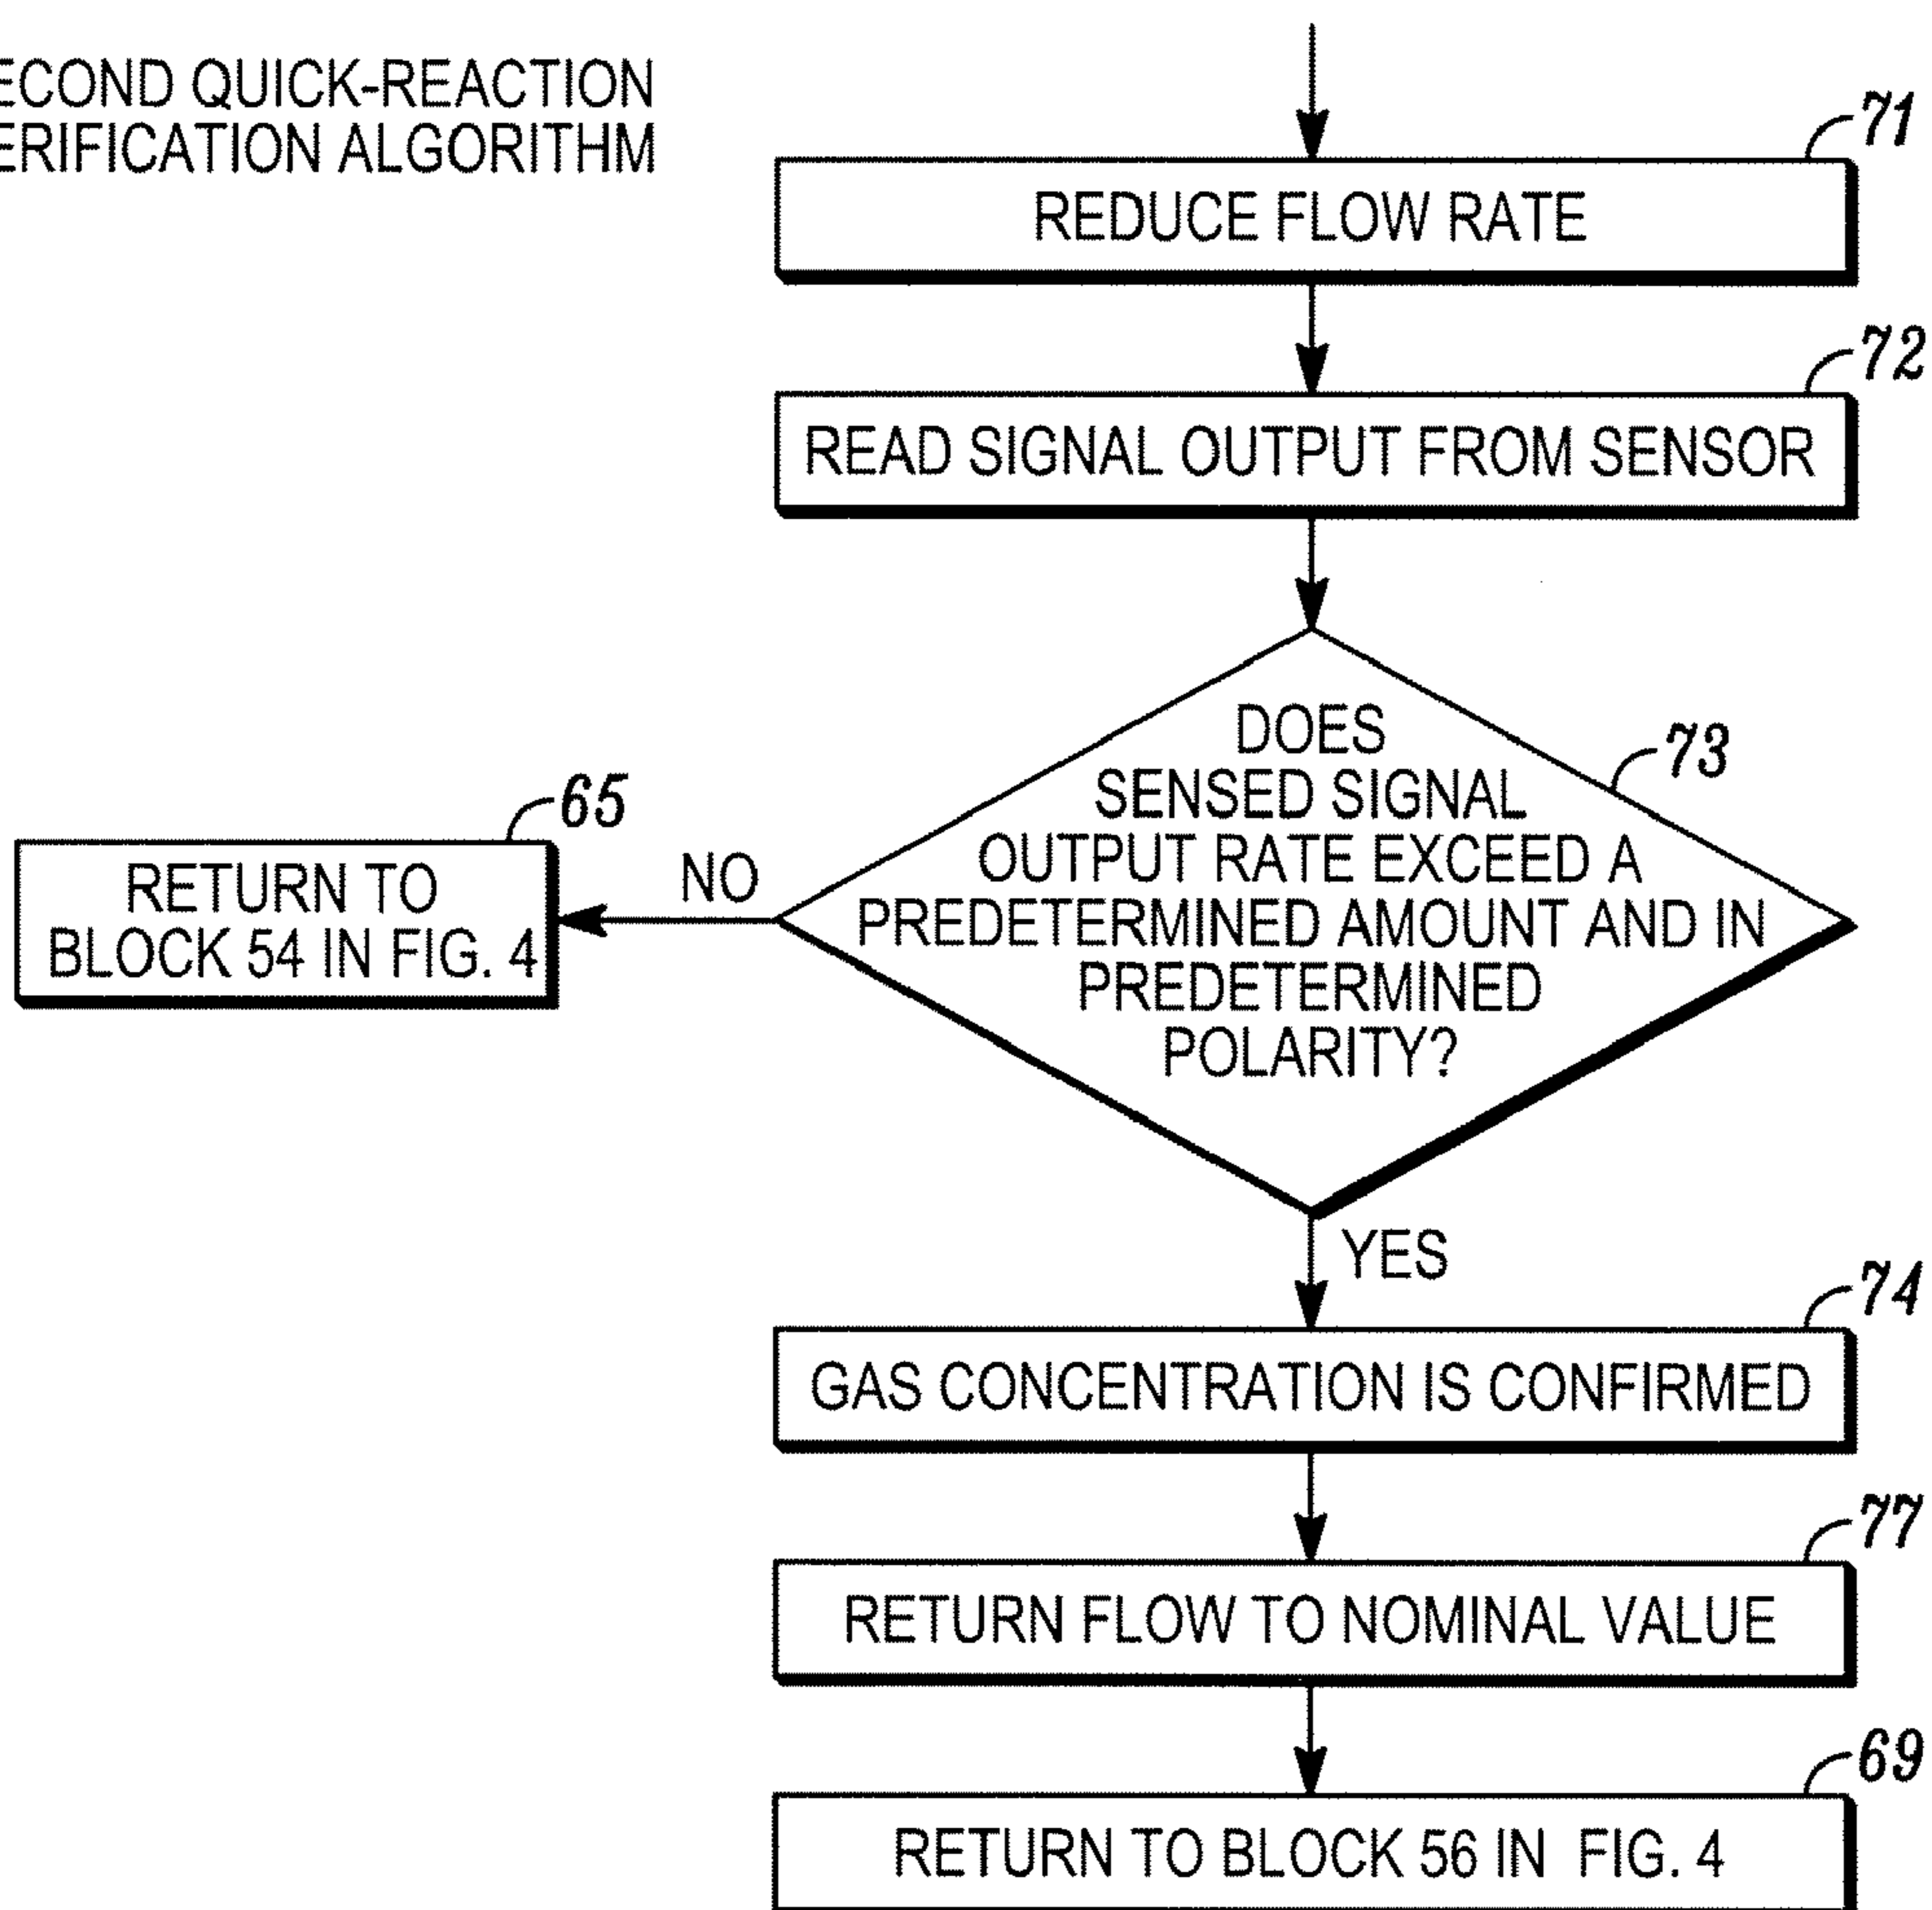 ECOND QUICK-REACTION
ERIFICATION ALGORITHM
71
REDUCE FLOW RATE
72
READ SIGNAL OUTPUT FROM SENSOR
73
DOES
SENSED SIGNAL
OUTPUT RATE EXCEED A
PREDETERMINED AMOUNT AND IN
PREDETERMINED
POLARITY?
65
NO
RETURN TO
BLOCK 54 IN FIG. 4
YES
74
GAS CONCENTRATION IS CONFIRMED
77
RETURN FLOW TO NOMINAL VALUE
69
RETURN TO BLOCK 56 IN FIG. 4